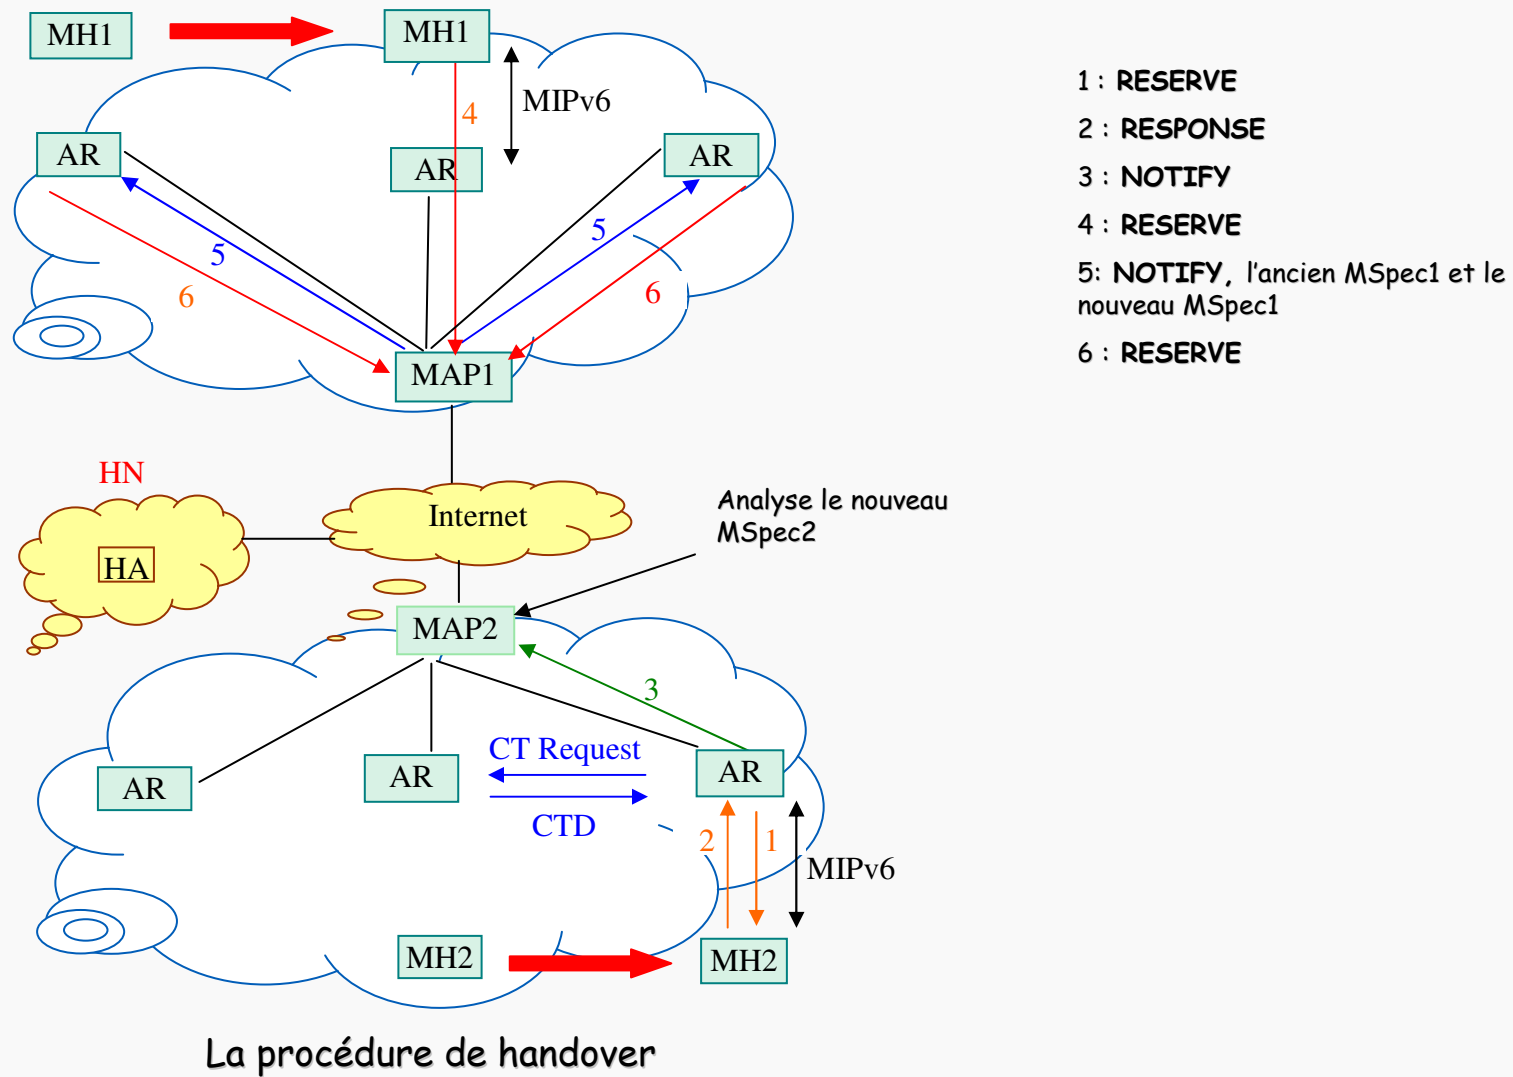 MH1
MH1
1 : RESERVE
4
MIPv6
2 : RESPONSE
AR
AR
AR
3 : NOTIFY
4 : RESERVE
5
5
5: NOTIFY, l'ancien MSpec1 et le
nouveau MSpec1
6
6
6 : RESERVE
MAP1
HN
Internet
Analyse le nouveau
MSpec2
HA
MAP2
3
CT Request
AR
AR
AR
CTD
2
1
MIPv6
MH2
MH2
La procédure de handover